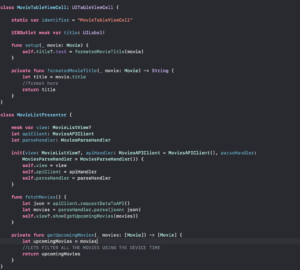 class MovieTableViewCell: UITableViewCell {
static var identifier = "MovieTableViewCell"
@IBOutlet weak var title: UILabel!
func setup(_ movie: Movie) {
self.title?.text = formatedMovieTitle(movie)
}
private func formatedMovieTitle(_ movie: Movie) -> String {
let title = movie.title
//format here
return title
}
}
class MovieListPresenter {
weak var view: MovieListView?
let apiClient: MoviesAPIClient
let parseHandler: MoviesParseHandler
init(view: MovieListView?, apiHandler: MoviesAPIClient = MoviesAPIClient(), parseHandler:
MoviesParseHandler = MoviesParseHandler()) {
self.view = view
self.apiClient = apiHandler
self.parseHandler = parseHandler
}
func fetchMovies() {
let json = apiClient.requestDataToAPI()
let movies = parseHandler.parse(json: json)
self.view?.show(getUpcomingMovies(movies))
}
private func getUpcomingMovies(_ movies: [Movie]) -> [Movie] {
let upcomingMovies = movies
//LETS FILTER ALL THE MOVIES USING THE DEVICE TIME
return upcomingMovies
}